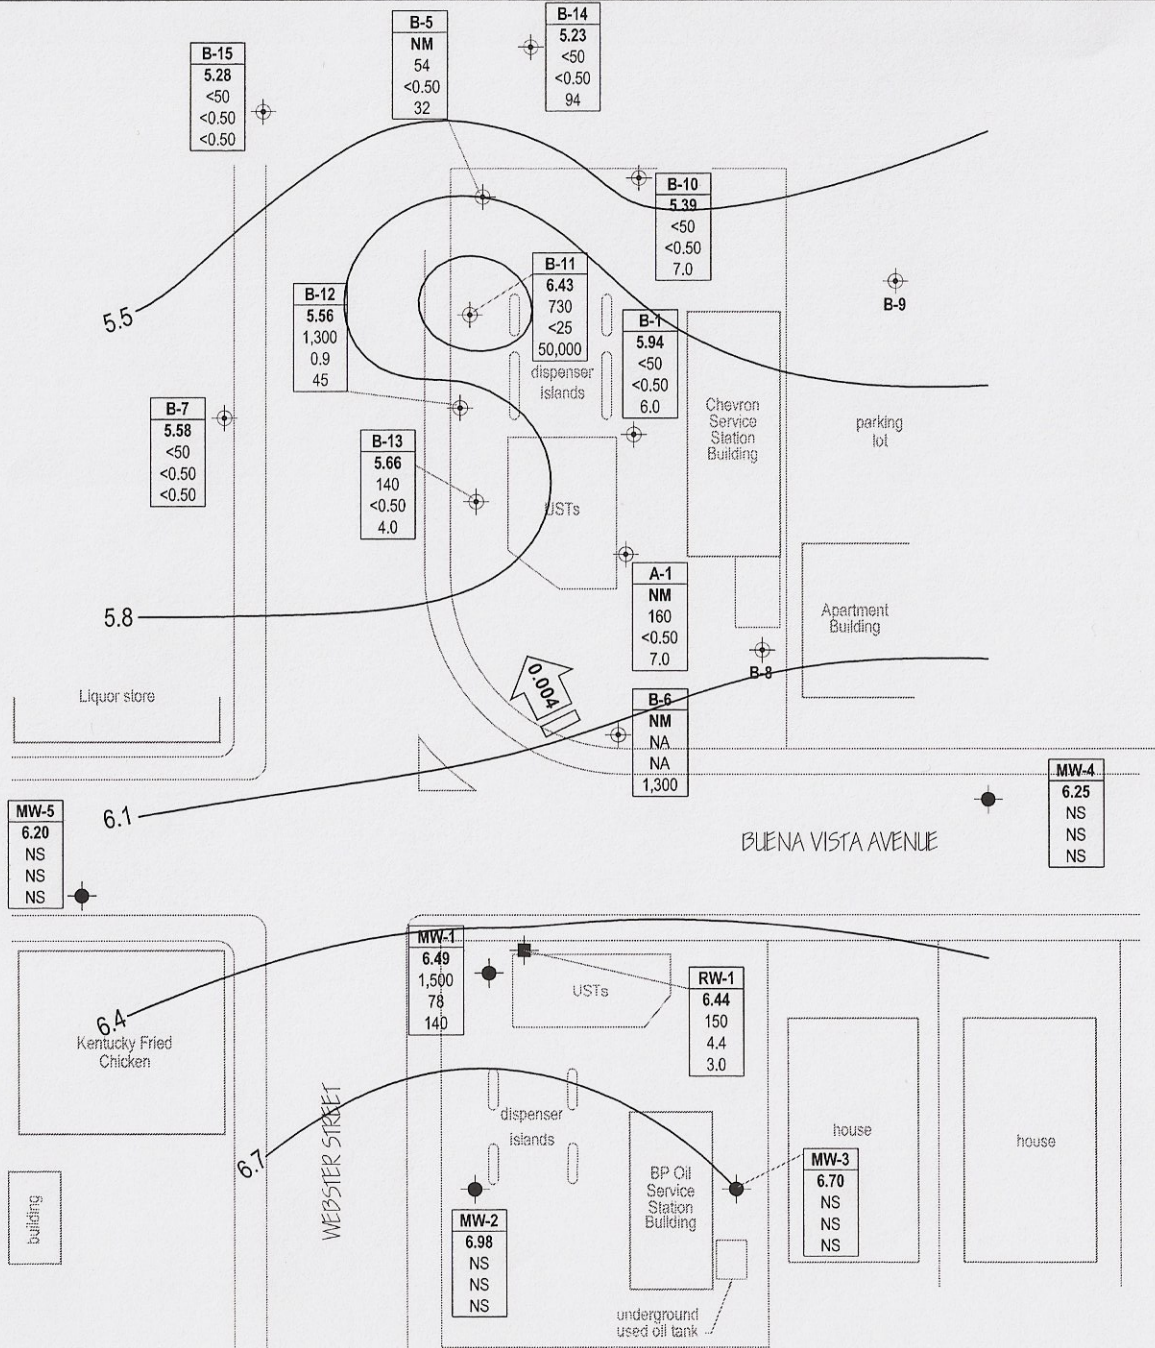 B-5
NM
54
<0.50
32
B-14
5.23
<50
<0.50
94
B-15
5.28
<50
<0.50
<0.50
B-10
5.39
<50
<0.50
7.0
B-9
5.5
B-11
6.43
730
<25
50,000
B-12
5.56
1,300
0.9
45
B-1
5.94
<50
<0.50
6.0
dispenser
islands
B-7
5.58
<50
<0.50
<0.50
B-13
5.66
140
<0.50
4.0
Chevron
Service
Station
Building
parking
lot
USTs
A-1
NM
160
<0.50
7.0
5.8
Apartment
Building
B-8
0.004
Liquor store
B-6
NM
NA
NA
1,300
MW-4
6.25
NS
NS
NS
MW-5
6.20
NS
NS
NS
6.1
BUENA VISTA AVENUE
MW-1
6.49
1,500
78
140
USTs
RW-1
6.44
150
4.4
3.0
6.4
Kentucky Fried
Chicken
WEBSTER STREET
dispenser
islands
house
house
6.7
BP Oil
Service
Station
Building
MW-3
6.70
NS
NS
NS
building
MW-2
6.98
NS
NS
NS
underground
used oil tank